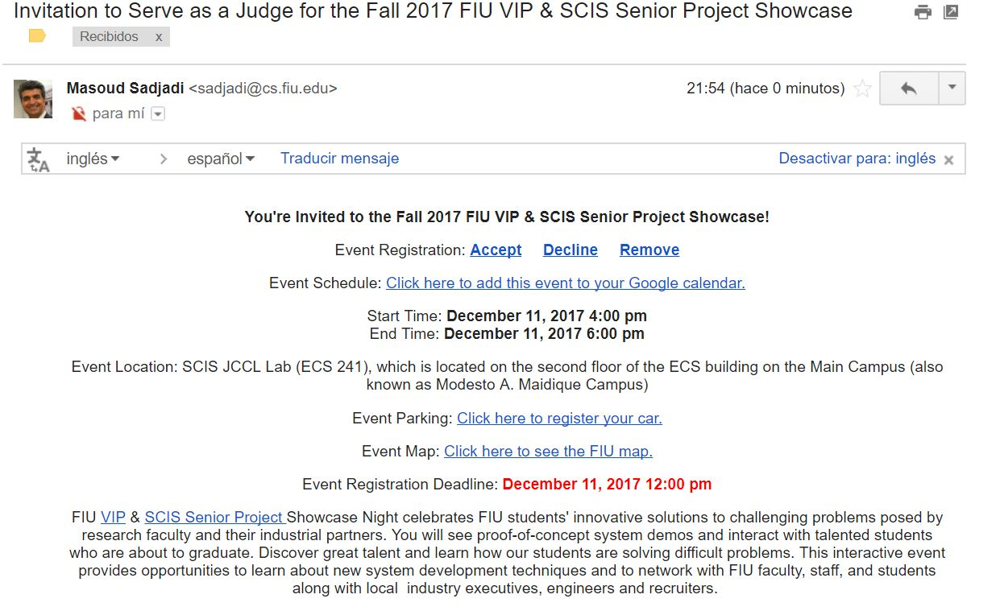 Invitation to Serve as a Judge for the Fall 2017 FIU VIP & SCIS Senior Project Showcase
Recibidos x
Masoud Sadjadi <sadjadi@cs.fiu.edu> 21:54 (hace 0 minutos)
para mí
inglés > español Traducir mensaje Desactivar para: inglés x
You're Invited to the Fall 2017 FIU VIP & SCIS Senior Project Showcase!
Event Registration: Accept Decline Remove
Event Schedule: Click here to add this event to your Google calendar.
Start Time: December 11, 2017 4:00 pm
End Time: December 11, 2017 6:00 pm
Event Location: SCIS JCCL Lab (ECS 241), which is located on the second floor of the ECS building on the Main Campus (also
known as Modesto A. Maidique Campus)
Event Parking: Click here to register your car.
Event Map: Click here to see the FIU map.
Event Registration Deadline: December 11, 2017 12:00 pm
FIU VIP & SCIS Senior Project Showcase Night celebrates FIU students' innovative solutions to challenging problems posed by
research faculty and their industrial partners. You will see proof-of-concept system demos and interact with talented students
who are about to graduate. Discover great talent and learn how our students are solving difficult problems. This interactive event
provides opportunities to learn about new system development techniques and to network with FIU faculty, staff, and students
along with local industry executives, engineers and recruiters.